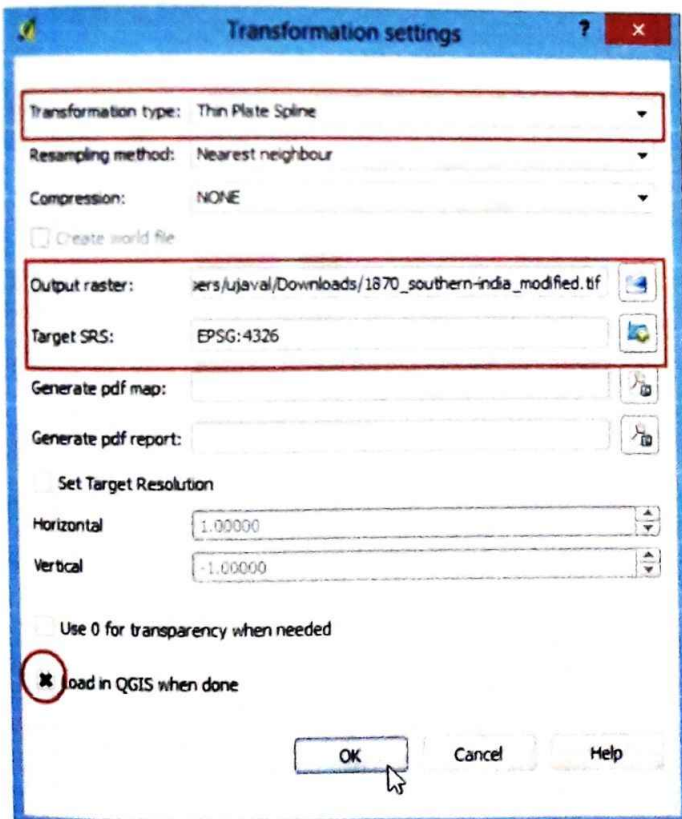 Transformation settings ?
Transformation type: Thin Plate Spline
Resampling method: Nearest neighbour
Compression: NONE
Create world file
Output raster: ers/ujaval/Downloads/1870_southern-india_modified.tif
Target SRS: EPSG:4326
Generate pdf map:
Generate pdf report:
Set Target Resolution
Horizontal 1.00000
Vertical -1.00000
Use 0 for transparency when needed
Load in QGIS when done
OK Cancel Help